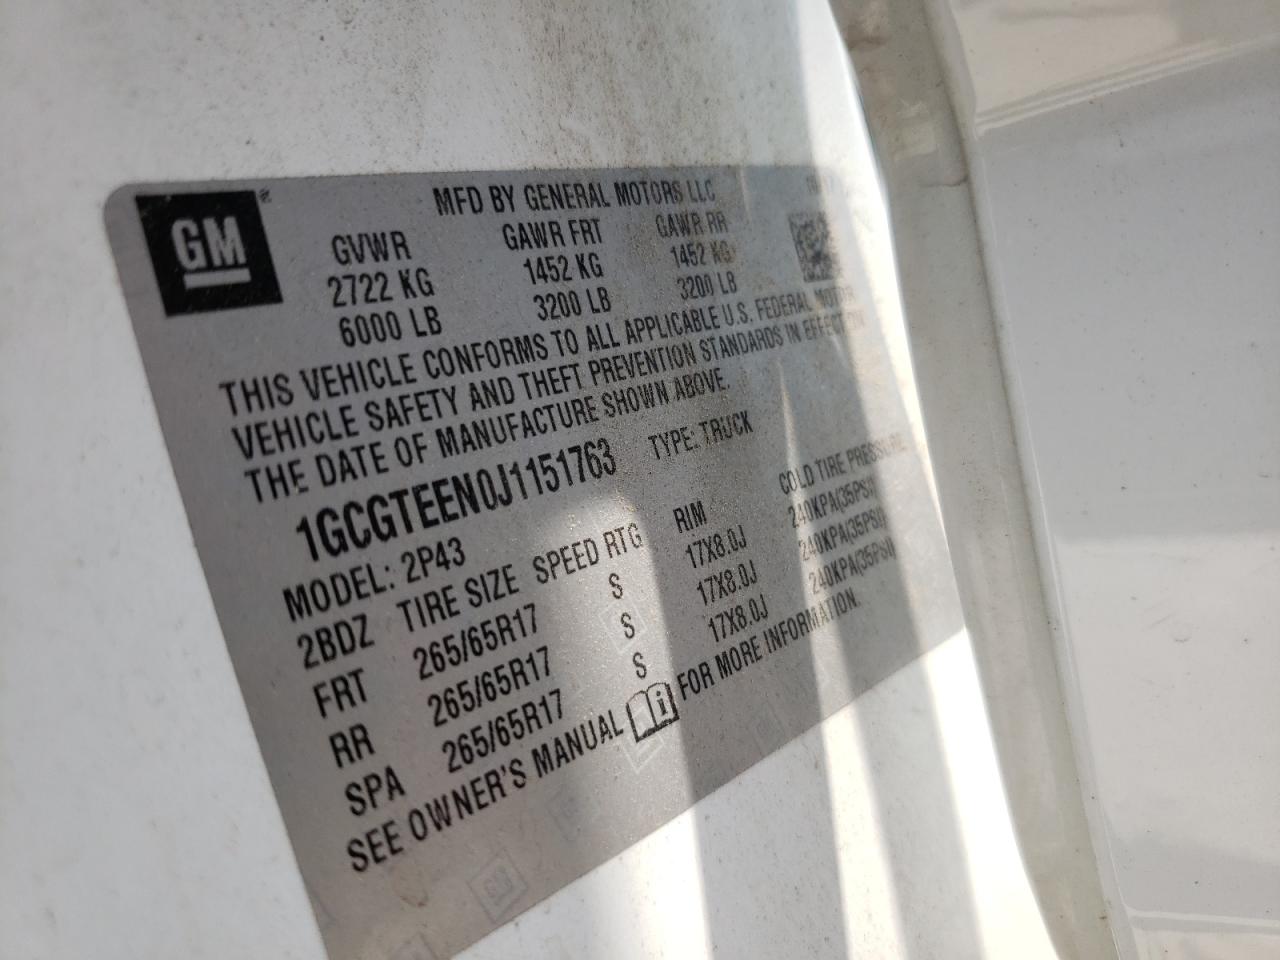 GM
MFD BY GENERAL MOTORS LLC
GVWR GAWR FRT GAWR RR
2722 KG 1452 KG 1452 KG
6000 LB 3200 LB 3200 LB
THIS VEHICLE CONFORMS TO ALL APPLICABLE U.S. FEDERAL MOTOR
VEHICLE SAFETY AND THEFT PREVENTION STANDARDS IN EFFECT ON
THE DATE OF MANUFACTURE SHOWN ABOVE.
1GCGTEEN0J1151763 TYPE: TRUCK
MODEL: 2P43
2BDZ TIRE SIZE SPEED RTG RIM COLD TIRE PRESSURE
FRT 265/65R17 S 17X8.0J 240KPA(35PSI)
RR 265/65R17 S 17X8.0J 240KPA(35PSI)
SPA 265/65R17 S 17X8.0J 240KPA(35PSI)
SEE OWNER'S MANUAL FOR MORE INFORMATION.
GM